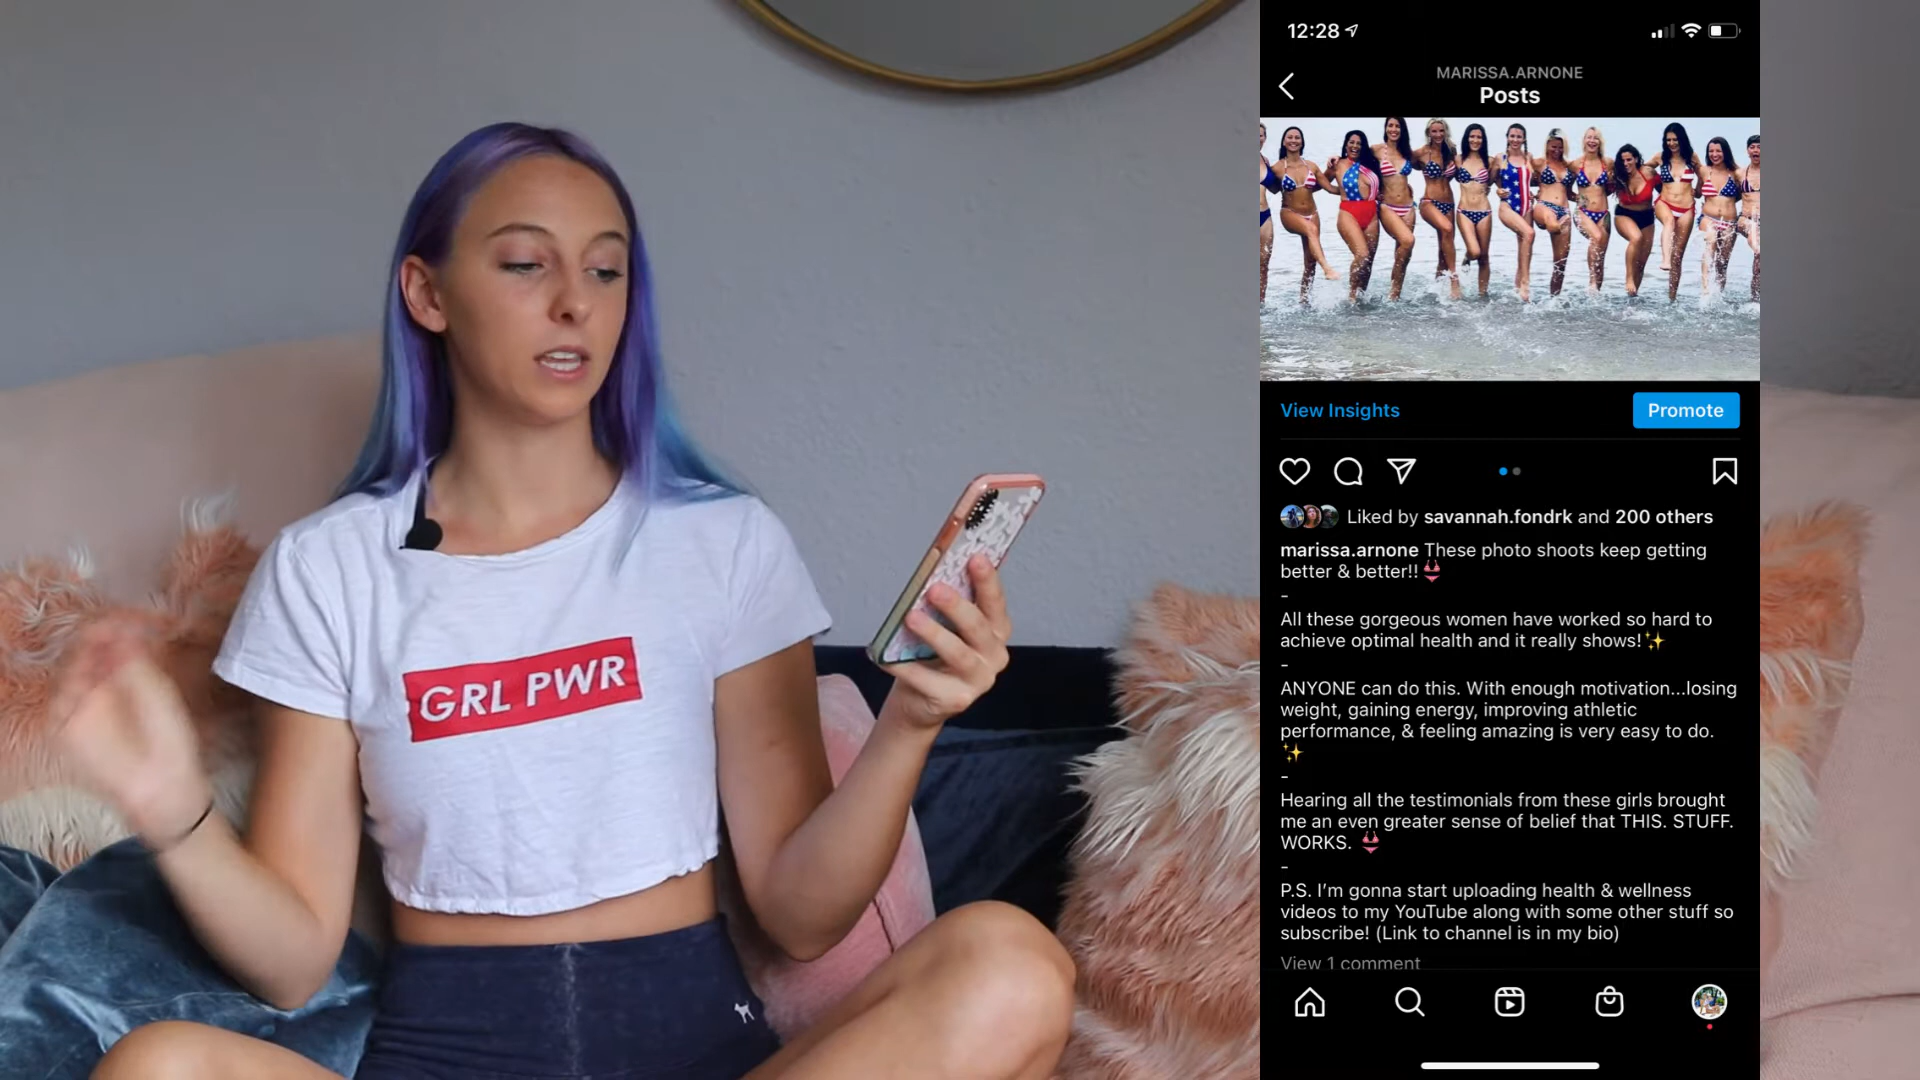 GRL PWR
12:28
MARISSA.ARNONE
Posts
View Insights
Promote
Liked by savannah.fondrk and 200 others
marissa.arnone These photo shoots keep getting
better & better!! 👙
-
All these gorgeous women have worked so hard to
achieve optimal health and it really shows!✨
-
ANYONE can do this. With enough motivation...losing
weight, gaining energy, improving athletic
performance, & feeling amazing is very easy to do.
✨
-
Hearing all the testimonials from these girls brought
me an even greater sense of belief that THIS. STUFF.
WORKS. 👙
-
P.S. I’m gonna start uploading health & wellness
videos to my YouTube along with some other stuff so
subscribe! (Link to channel is in my bio)
View 1 comment